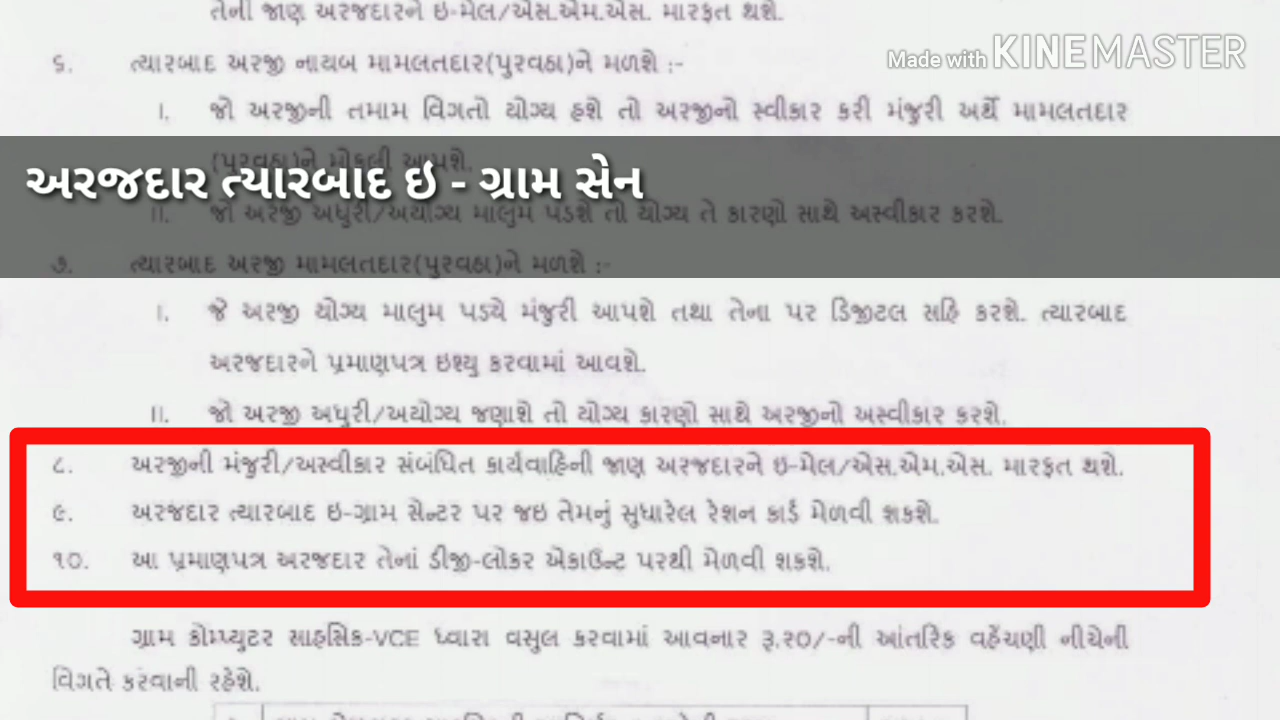 તેની જાણ અરજદારને ઇ-મેલ/એસ.એમ.એસ. મારફત થશે.
Made with KINEMASTER
૬. ત્યારબાદ અરજી નાયબ મામલતદાર(પુરવઠા)ને મળશે :-
I. જો અરજીની તમામ વિગતો યોગ્ય હશે તો અરજીનો સ્વીકાર કરી મંજુરી અર્થે મામલતદાર
(પુરવઠા)ને મોકલી આપશે.
અરજદાર ત્યારબાદ ઇ - ગ્રામ સેન
II. જો અરજી અધુરી/અયોગ્ય માલુમ પડશે તો યોગ્ય તે કારણો સાથે અસ્વીકાર કરશે.
૭. ત્યારબાદ અરજી મામલતદાર(પુરવઠા)ને મળશે :-
I. જે અરજી યોગ્ય માલુમ પડયે મંજુરી આપશે તથા તેના પર ડિજીટલ સહિ કરશે. ત્યારબાદ
અરજદારને પ્રમાણપત્ર ઇશ્યુ કરવામાં આવશે.
II. જો અરજી અધુરી/અયોગ્ય જણાશે તો યોગ્ય કારણો સાથે અરજીનો અસ્વીકાર કરશે.
૮. અરજીની મંજુરી/અસ્વીકાર સંબંધિત કાર્યવાહિની જાણ અરજદારને ઇ-મેલ/એસ.એમ.એસ. મારફત થશે.
૯. અરજદાર ત્યારબાદ ઇ-ગ્રામ સેન્ટર પર જઇ તેમનું સુધારેલ રેશન કાર્ડ મેળવી શકશે.
૧૦. આ પ્રમાણપત્ર અરજદાર તેનાં ડીજી-લોકર એકાઉન્ટ પરથી મેળવી શકશે.
ગ્રામ કોમ્પ્યુટર સાહસિક-VCE ધ્વારા વસુલ કરવામાં આવનાર રૂ.૨૦/-ની આંતરિક વહેંચણી નીચેની
વિગતે કરવાની રહેશે.